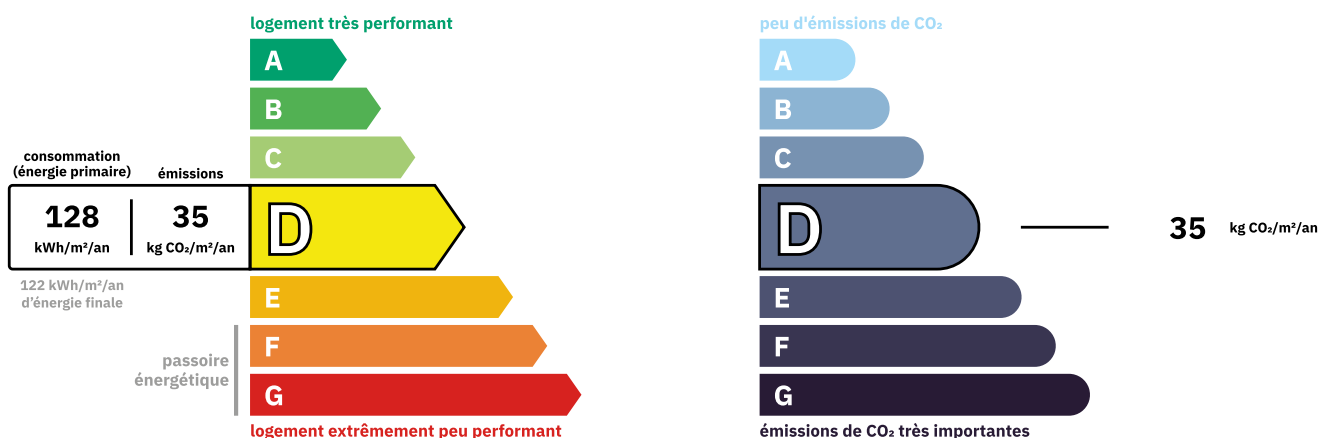 logement très performant
A
B
C
consommation
(énergie primaire)
émissions
128
kWh/m²/an
35
kg CO₂/m²/an
D
122 kWh/m²/an
d'énergie finale
E
passoire
énergétique
F
G
logement extrêmement peu performant
peu d'émissions de CO₂
A
B
C
D
35 kg CO₂/m²/an
E
F
G
émissions de CO₂ très importantes